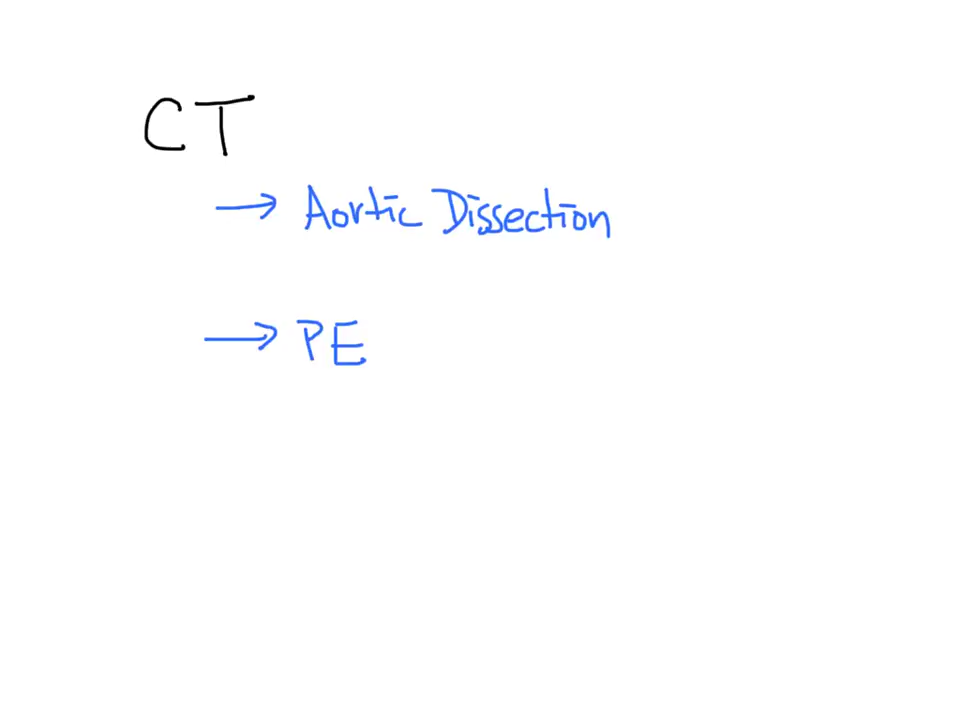 CT
→ Aortic Dissection
→ PE